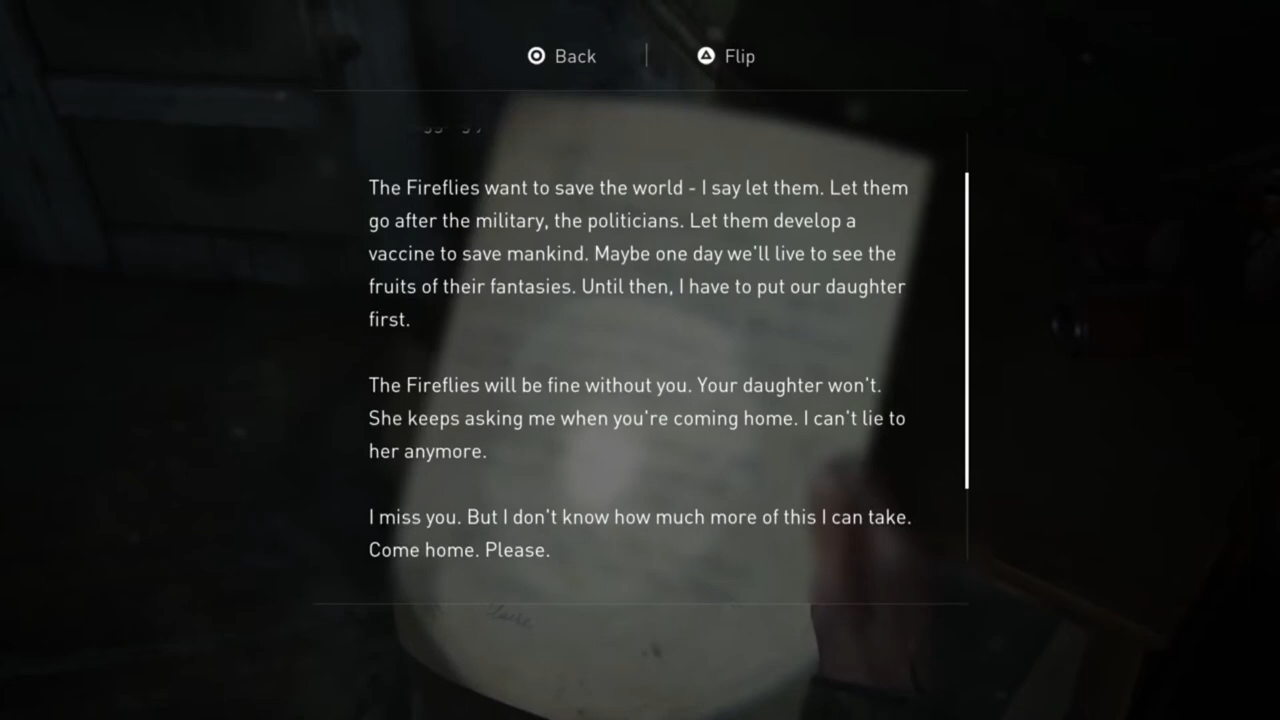 Back
Flip
The Fireflies want to save the world - I say let them. Let them
go after the military, the politicians. Let them develop a
vaccine to save mankind. Maybe one day we'll live to see the
fruits of their fantasies. Until then, I have to put our daughter
first.
The Fireflies will be fine without you. Your daughter won't.
She keeps asking me when you're coming home. I can't lie to
her anymore.
I miss you. But I don't know how much more of this I can take.
Come home. Please.